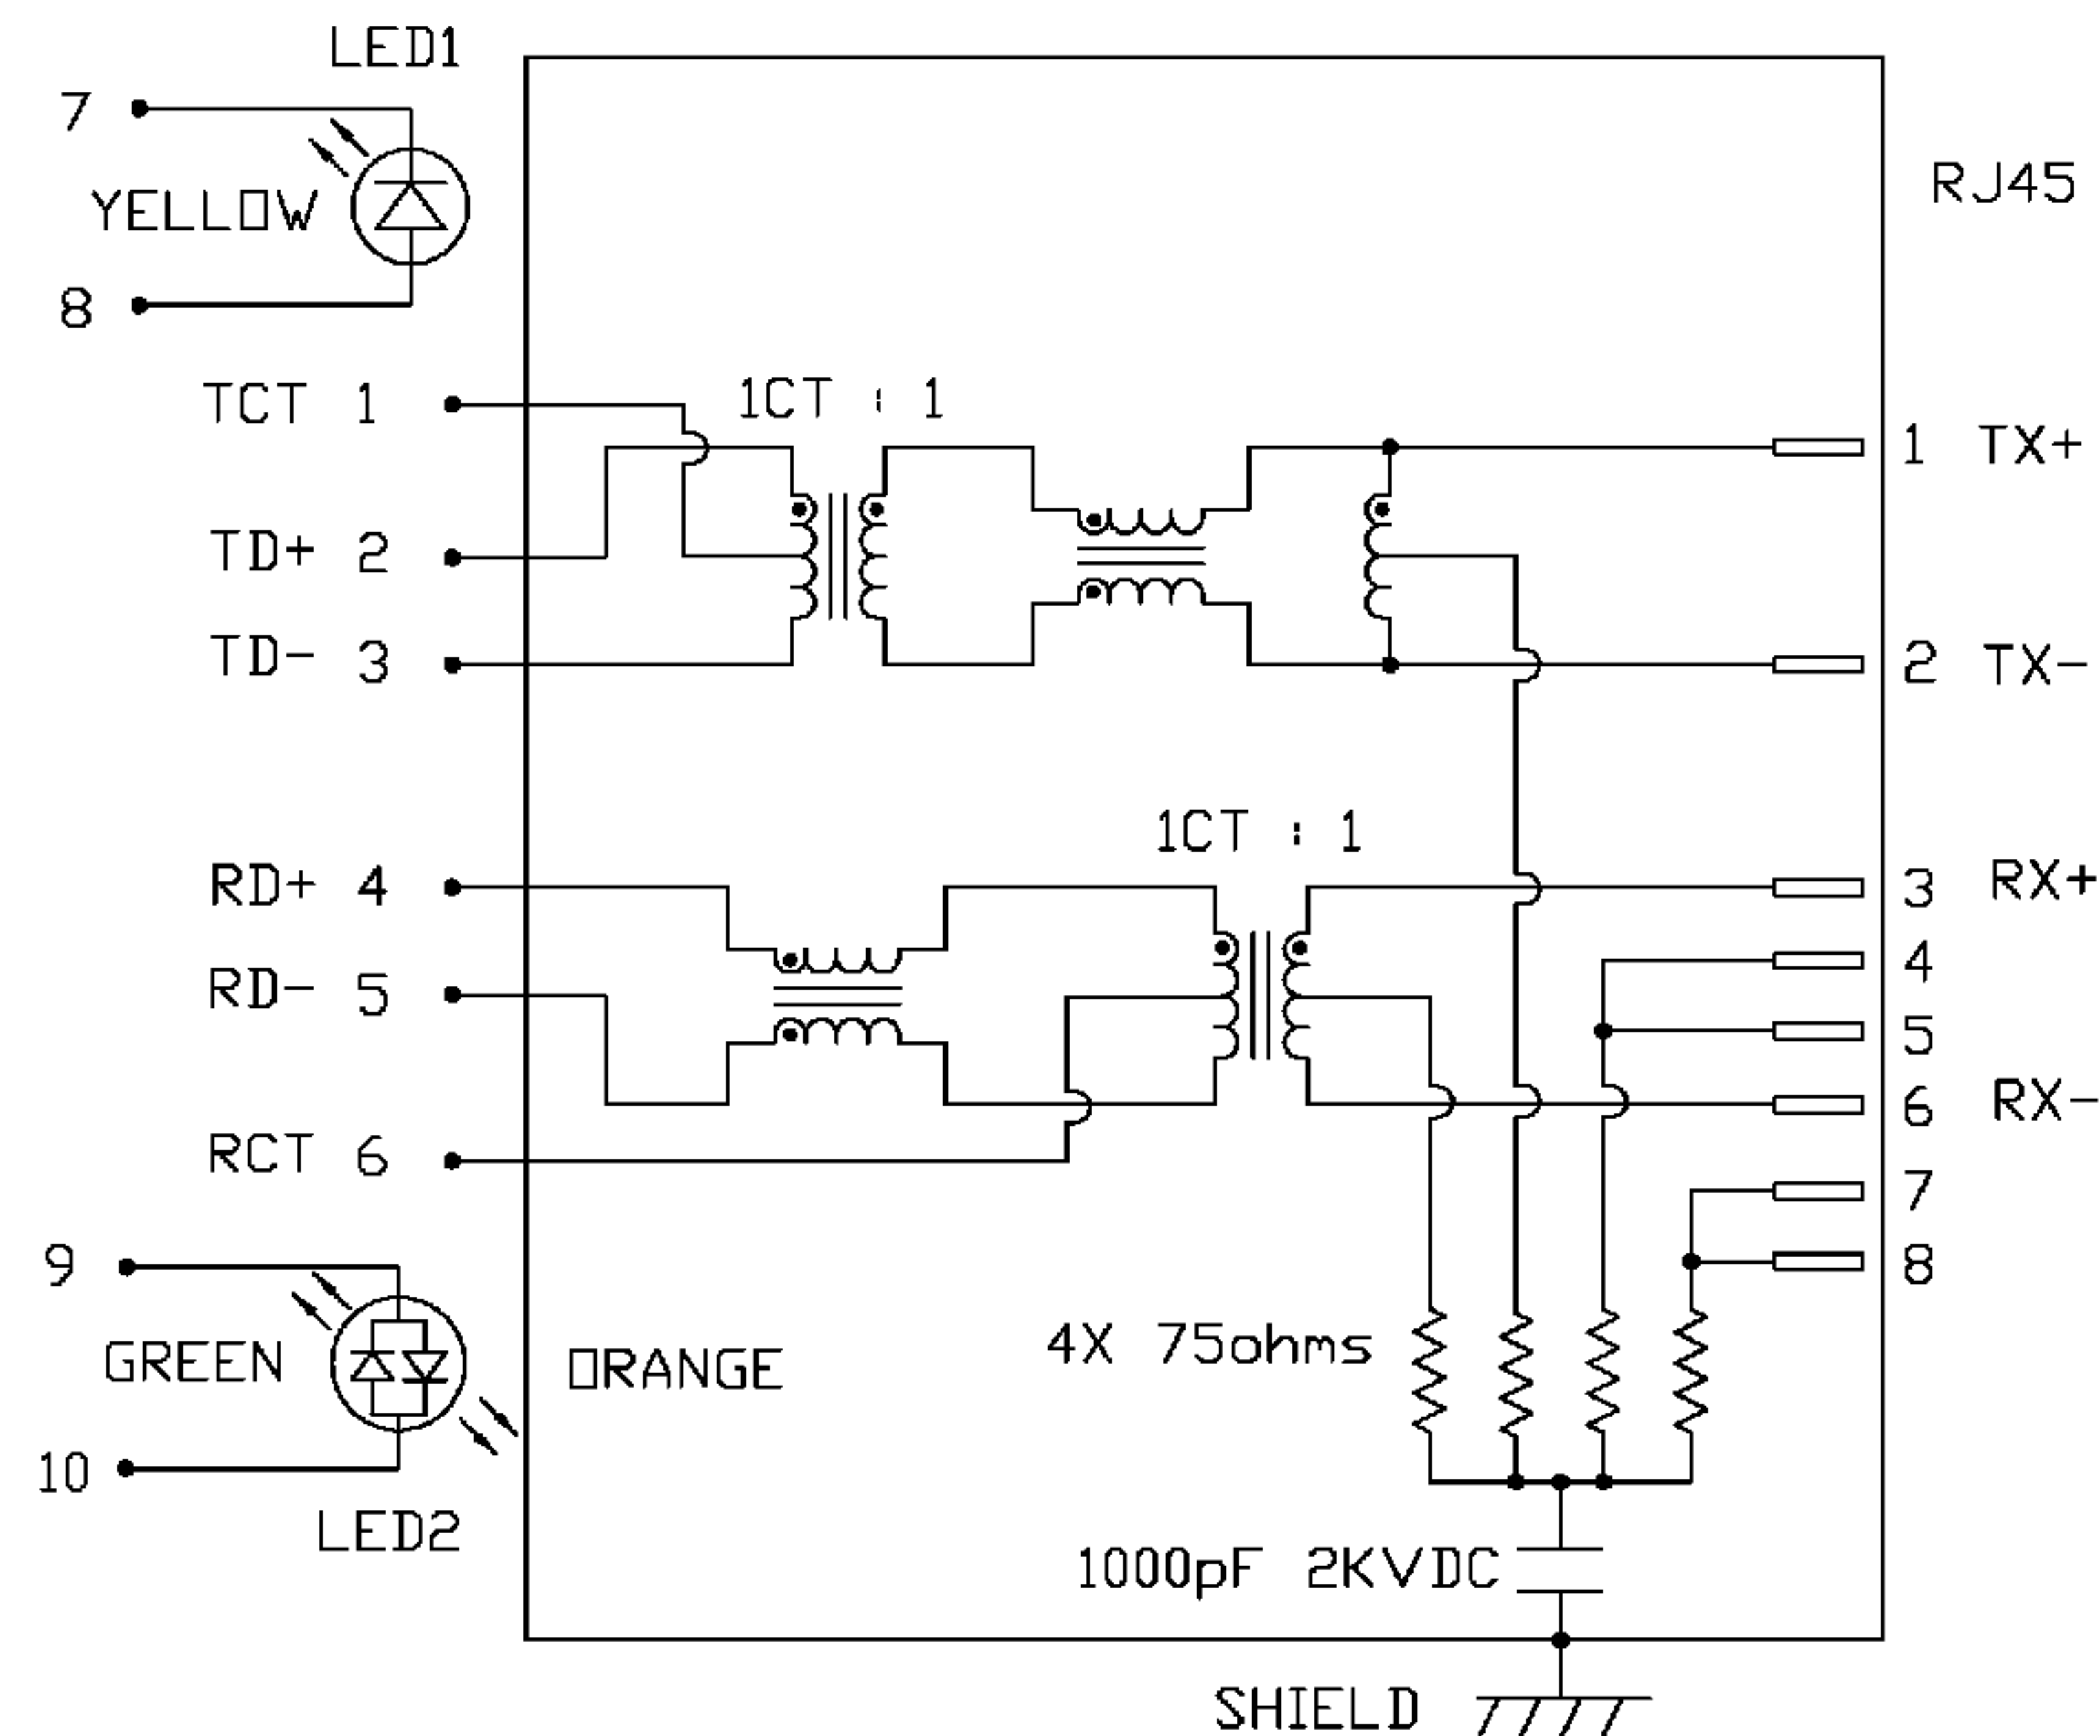 LED1
7
YELLOW
8
RJ45
TCT 1
1CT : 1
1 TX+
TD+ 2
TD- 3
2 TX-
1CT : 1
RD+ 4
3 RX+
4
RD- 5
5
6 RX-
RCT 6
7
9
8
GREEN
ORANGE
4X 75ohms
10
LED2
1000pF 2KVDC
SHIELD